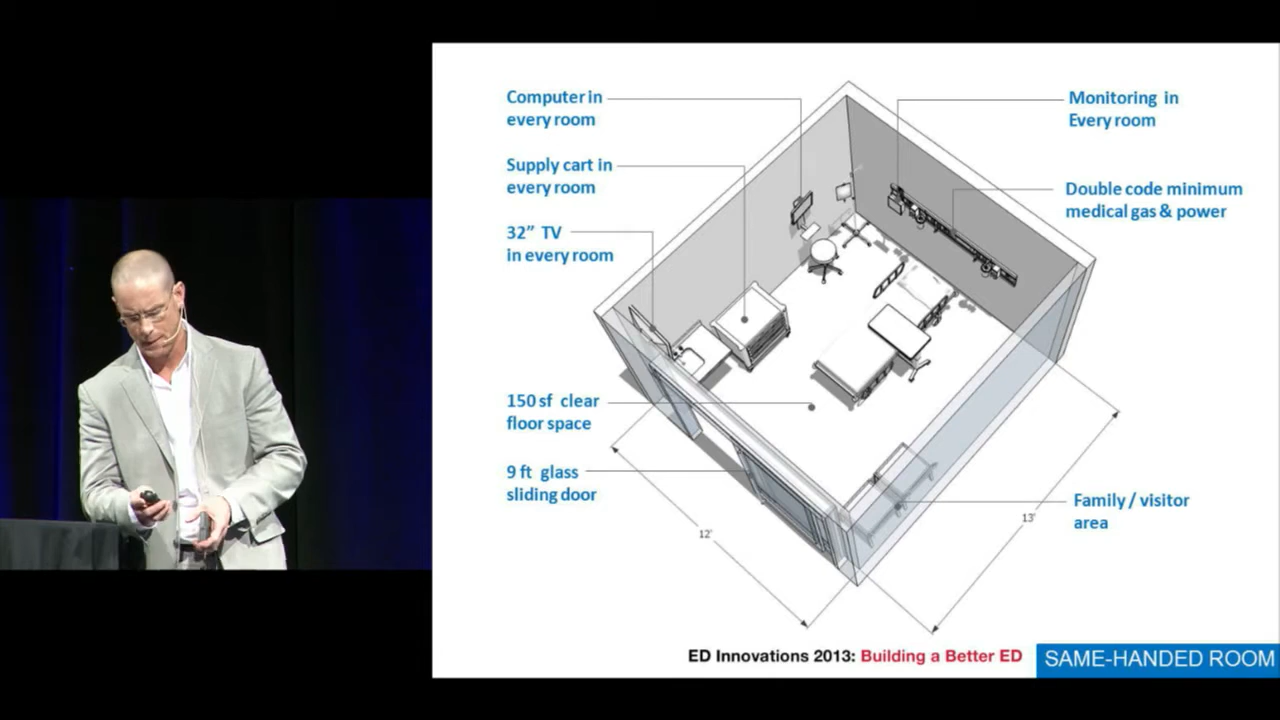 Computer in
every room
Supply cart in
every room
32” TV
in every room
150 sf clear
floor space
9 ft glass
sliding door
Monitoring in
Every room
Double code minimum
medical gas & power
Family / visitor
area
12'
13'
ED Innovations 2013: Building a Better ED
SAME-HANDED ROOM